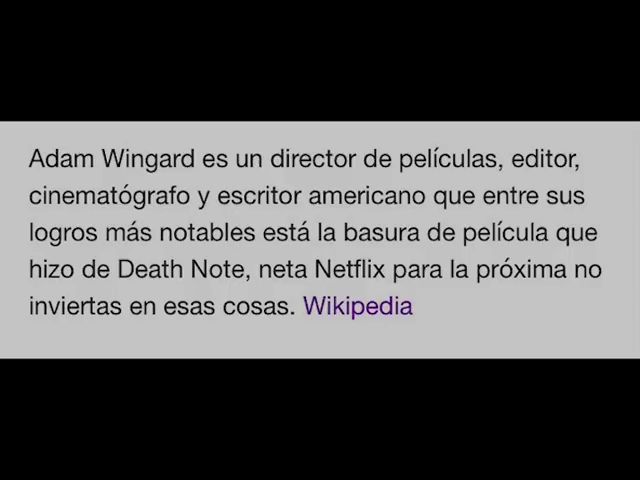 Adam Wingard es un director de películas, editor,
cinematógrafo y escritor americano que entre sus
logros más notables está la basura de película que
hizo de Death Note, neta Netflix para la próxima no
inviertas en esas cosas. Wikipedia